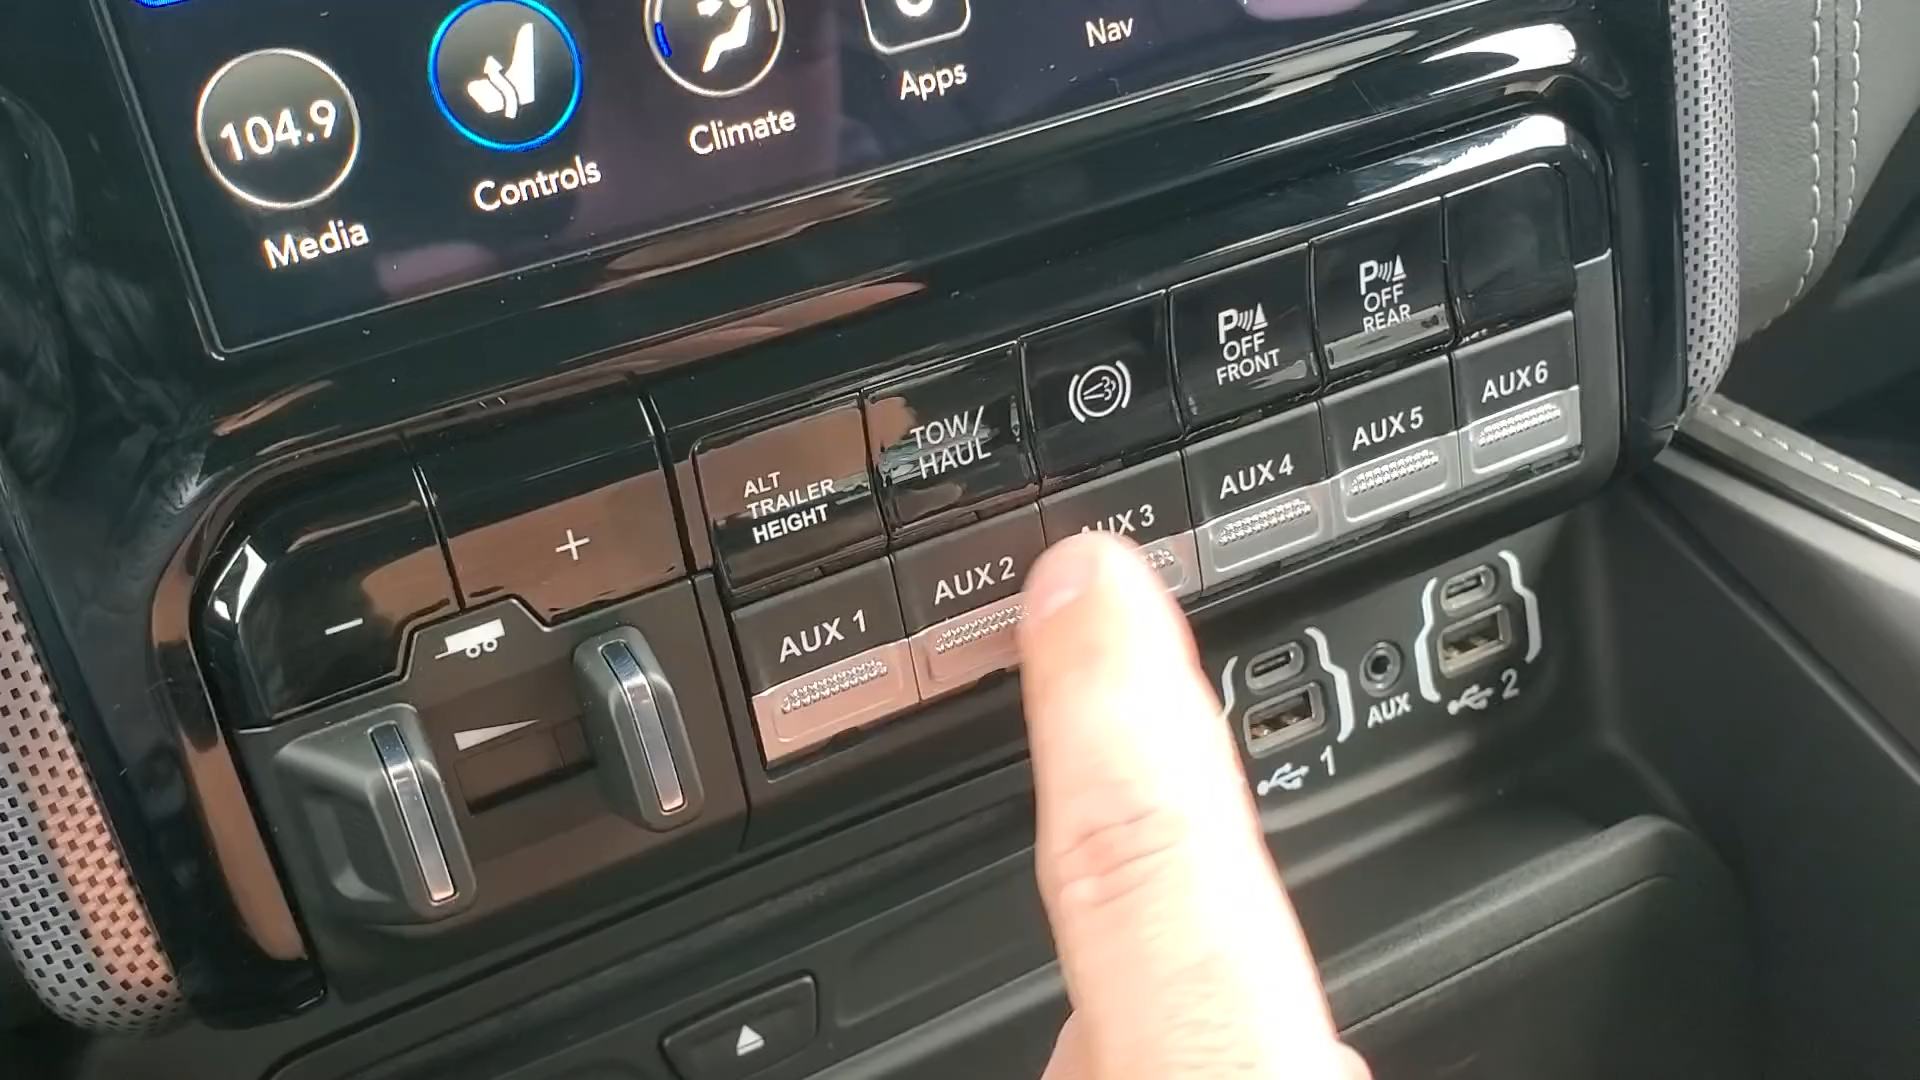 104.9
Media
Controls
Climate
Apps
Nav
P
OFF
REAR
P
OFF
FRONT
TOW/
HAUL
ALT
TRAILER
HEIGHT
+
−
AUX 1
AUX 2
AUX 3
AUX 4
AUX 5
AUX 6
1
AUX
2